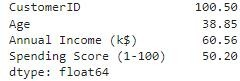 CustomerID 100.50
Age 38.85
Annual Income (k$) 60.56
Spending Score (1-100) 50.20
dtype: float64